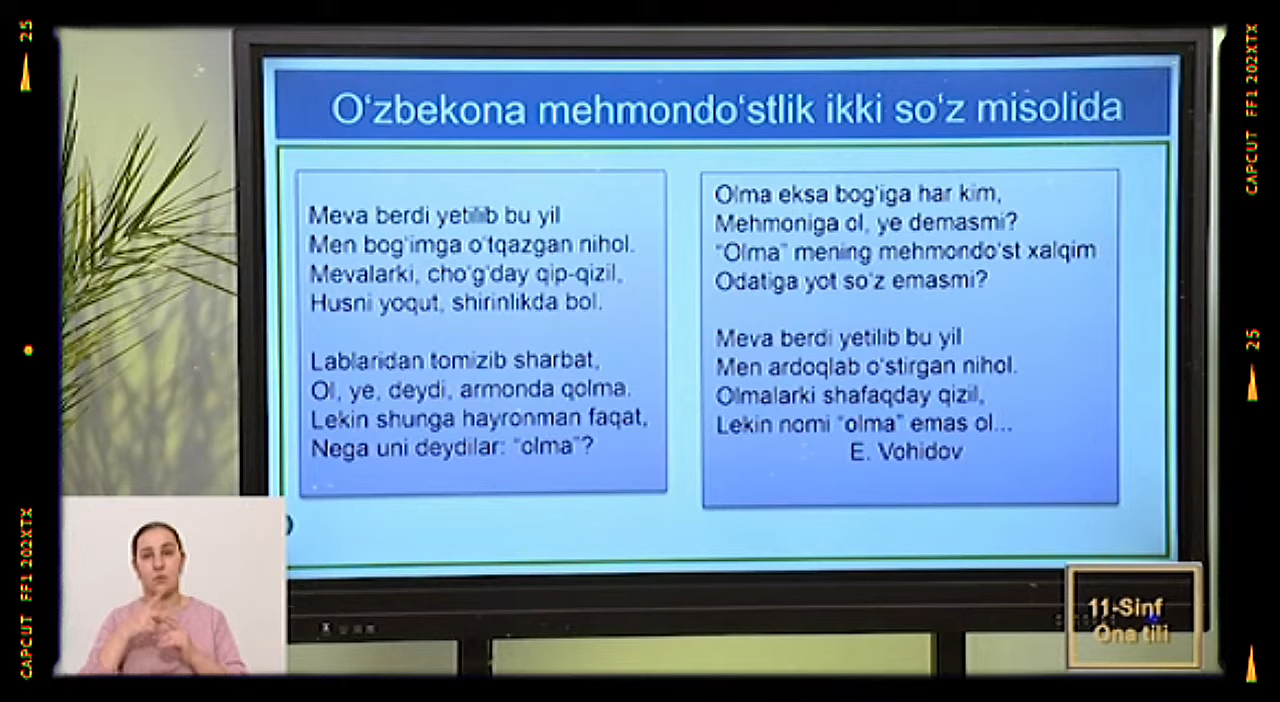 O‘zbekona mehmondo‘stlik ikki so‘z misolida
Meva berdi yetilib bu yil
Men bog‘imga o‘tqazgan nihol.
Mevalarki, cho‘g‘day qip-qizil,
Husni yoqut, shirinlikda bol.
Lablaridan tomizib sharbat,
Ol, ye, deydi, armonda qolma.
Lekin shunga hayronman faqat,
Nega uni deydilar: “olma”?
Olma eksa bog‘iga har kim,
Mehmoniga ol, ye demasmi?
“Olma” mening mehmondo‘st xalqim
Odatiga yot so‘z emasmi?
Meva berdi yetilib bu yil
Men ardoqlab o‘stirgan nihol.
Olmalarki shafaqday qizil,
Lekin nomi “olma” emas ol...
E. Vohidov
11-Sinf
Ona tili
25
CAPCUT FF1 202XTX
CAPCUT FF1 202XTX
25